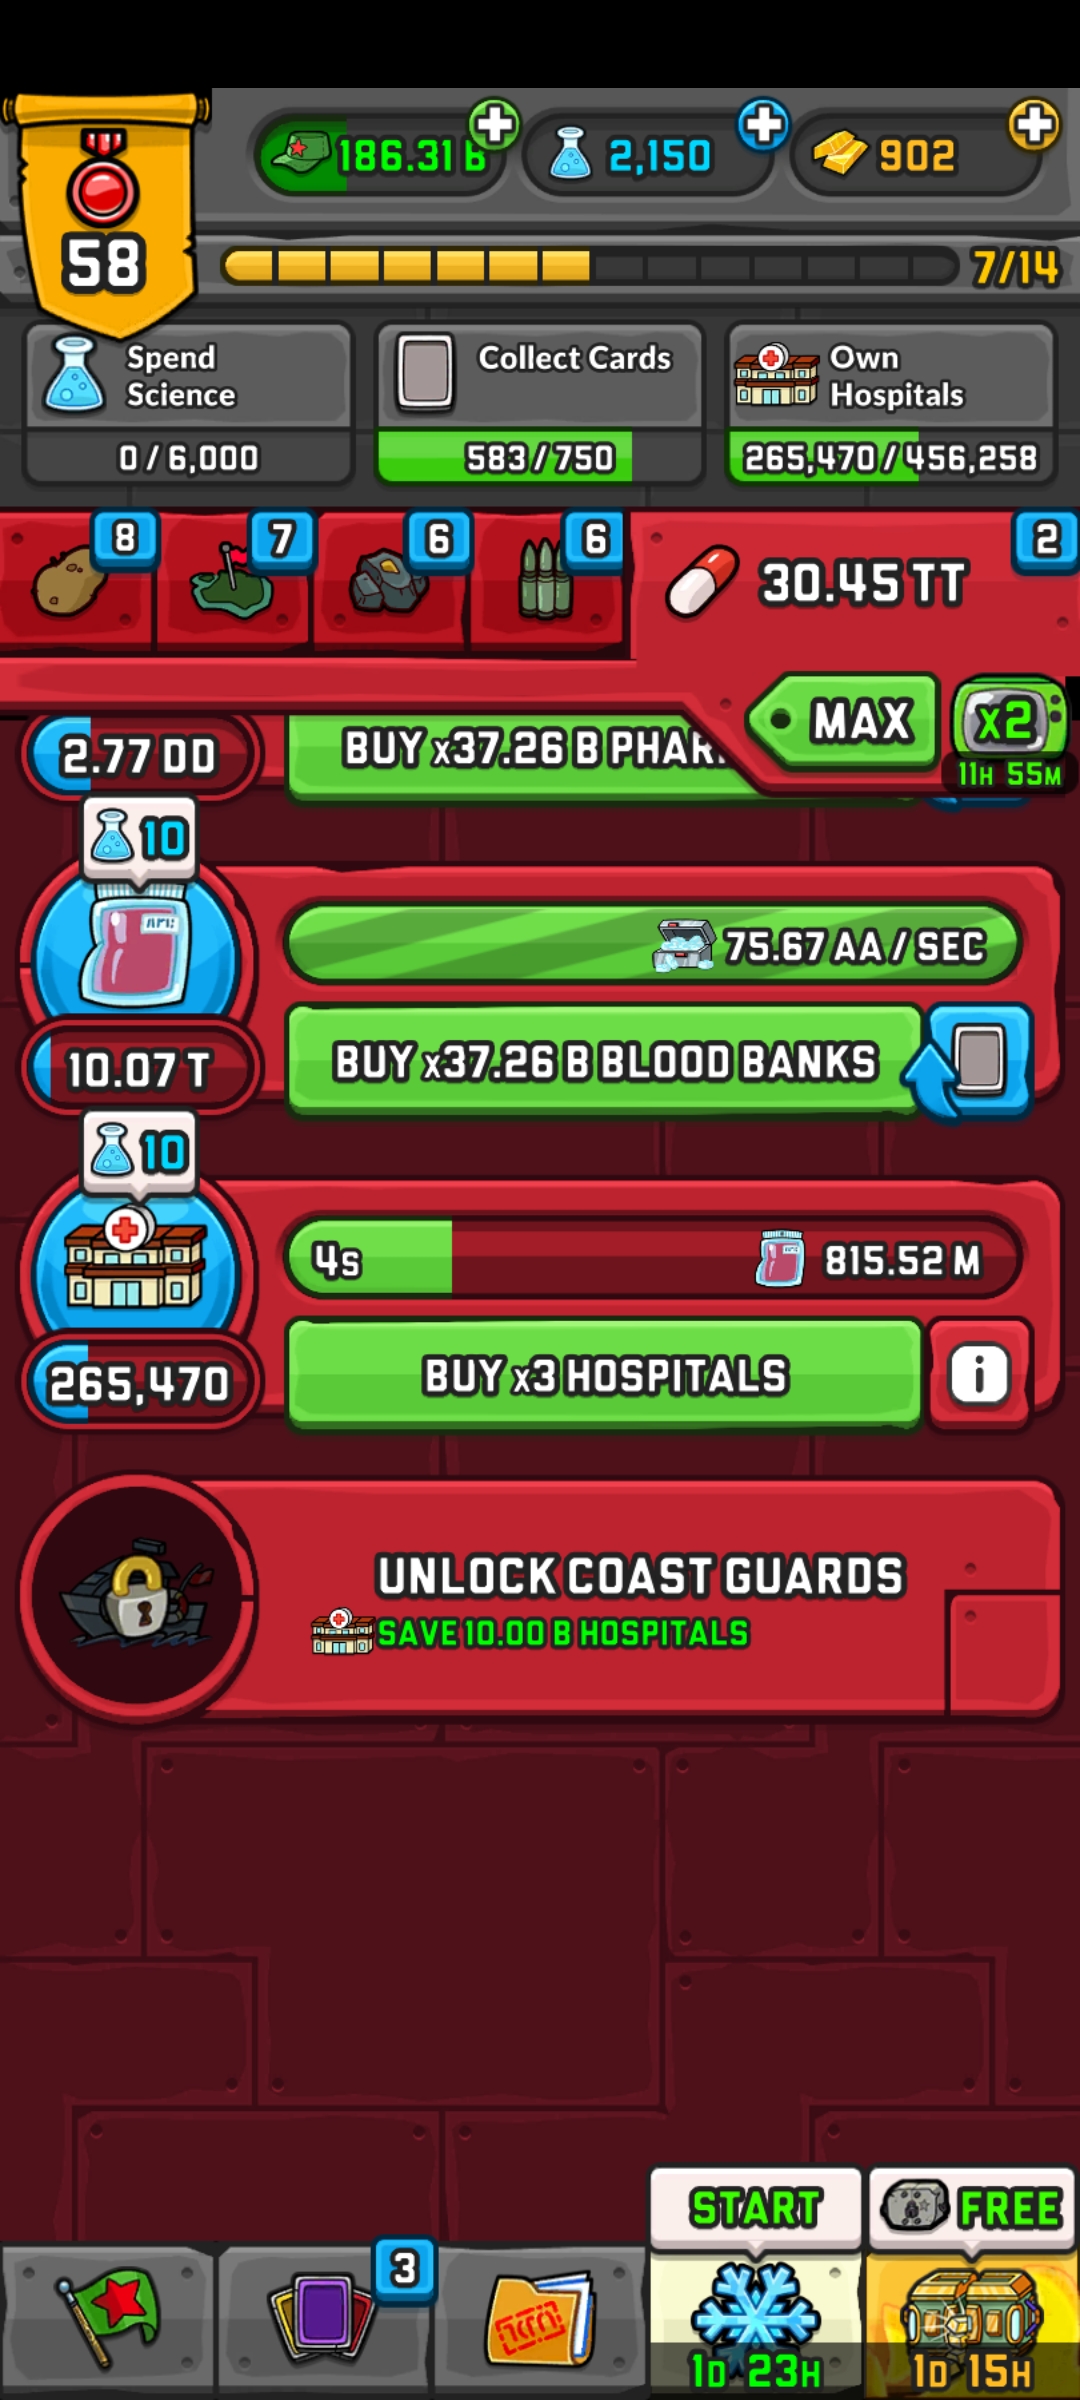 58
186.31 B
2,150
902
7/14
Spend
Science
0 / 6,000
Collect Cards
583 / 750
Own
Hospitals
265,470 / 456,258
8
7
6
6
30.45 TT
2
MAX
x2
11H 55M
2.77 DD
BUY x37.26 B
10
75.67 AA / SEC
10.07 T
BUY x37.26 B BLOOD BANKS
10
4s
815.52 M
265,470
BUY x3 HOSPITALS
i
UNLOCK COAST GUARDS
SAVE 10.00 B HOSPITALS
START
FREE
3
1D 23H
1D 15H